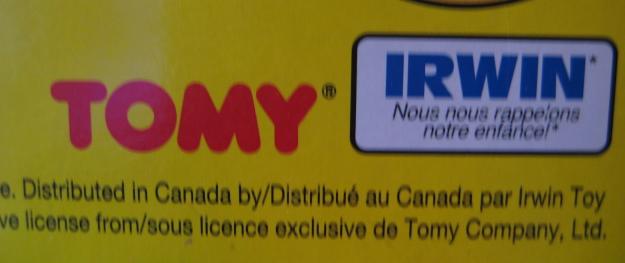 TOMY®
IRWIN*
Nous nous rappelons
notre enfance!*
e. Distributed in Canada by/Distribué au Canada par Irwin Toy
ve license from/sous licence exclusive de Tomy Company, Ltd.